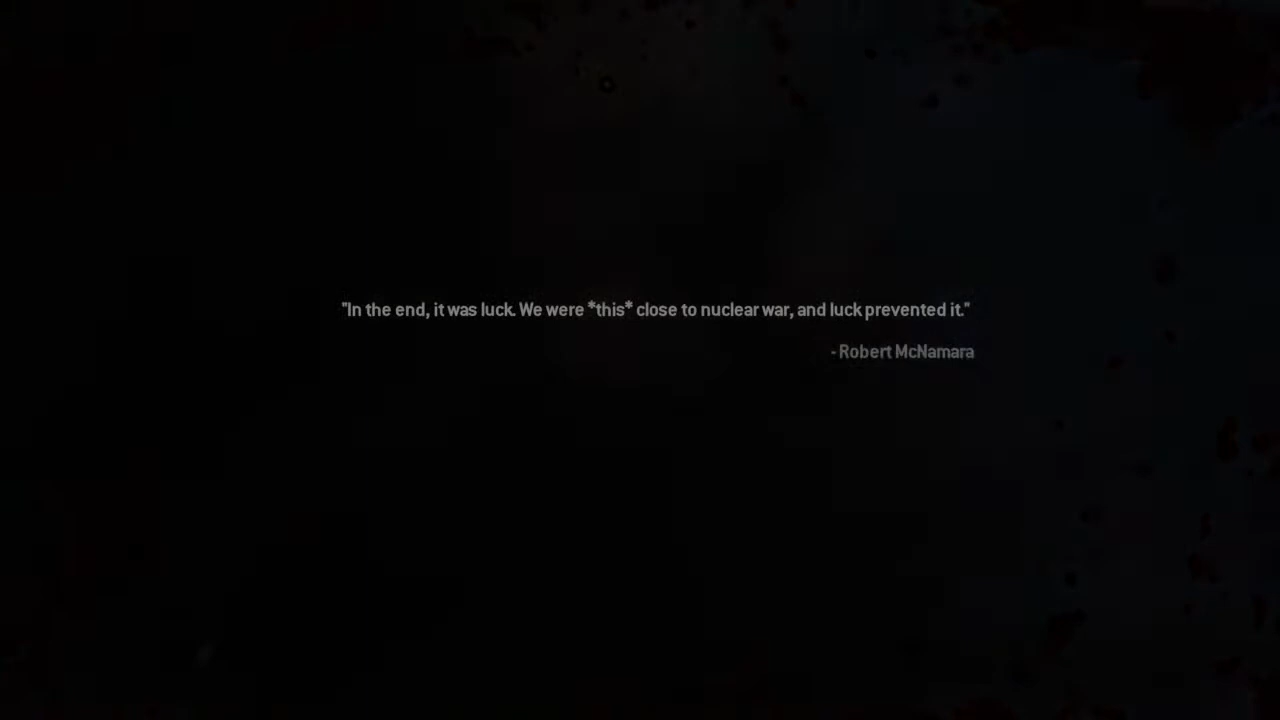 "In the end, it was luck. We were *this* close to nuclear war, and luck prevented it."
- Robert McNamara